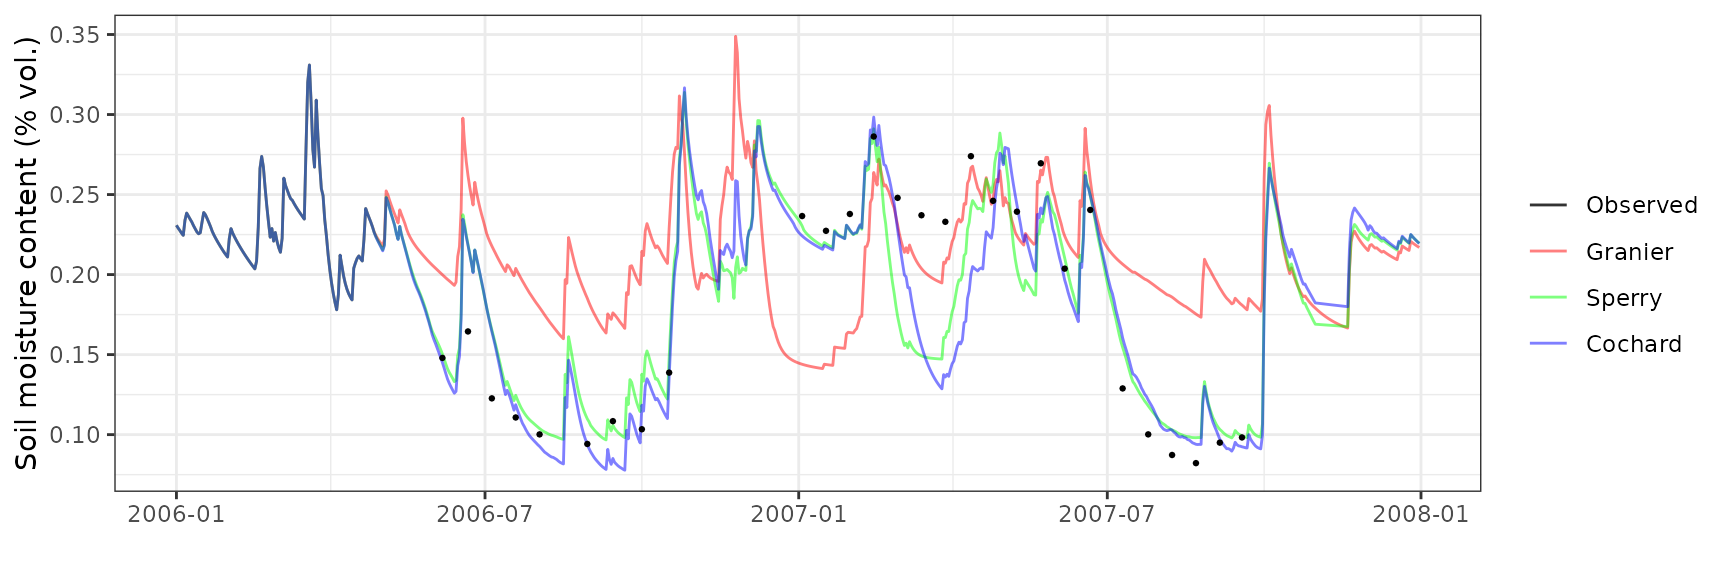 Soil moisture content (% vol.)
0.35
0.30
0.25
0.20
0.15
0.10
2006-01
2006-07
2007-01
2007-07
2008-01
Observed
Granier
Sperry
Cochard